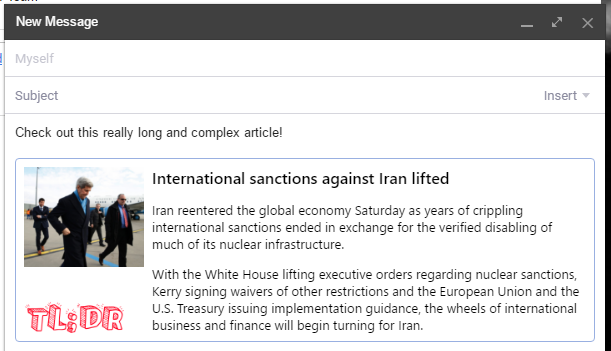 New Message
Myself
Subject Insert
Check out this really long and complex article!
International sanctions against Iran lifted
Iran reentered the global economy Saturday as years of crippling
international sanctions ended in exchange for the verified disabling of
much of its nuclear infrastructure.
With the White House lifting executive orders regarding nuclear sanctions,
Kerry signing waivers of other restrictions and the European Union and the
U.S. Treasury issuing implementation guidance, the wheels of international
business and finance will begin turning for Iran.
TL;DR